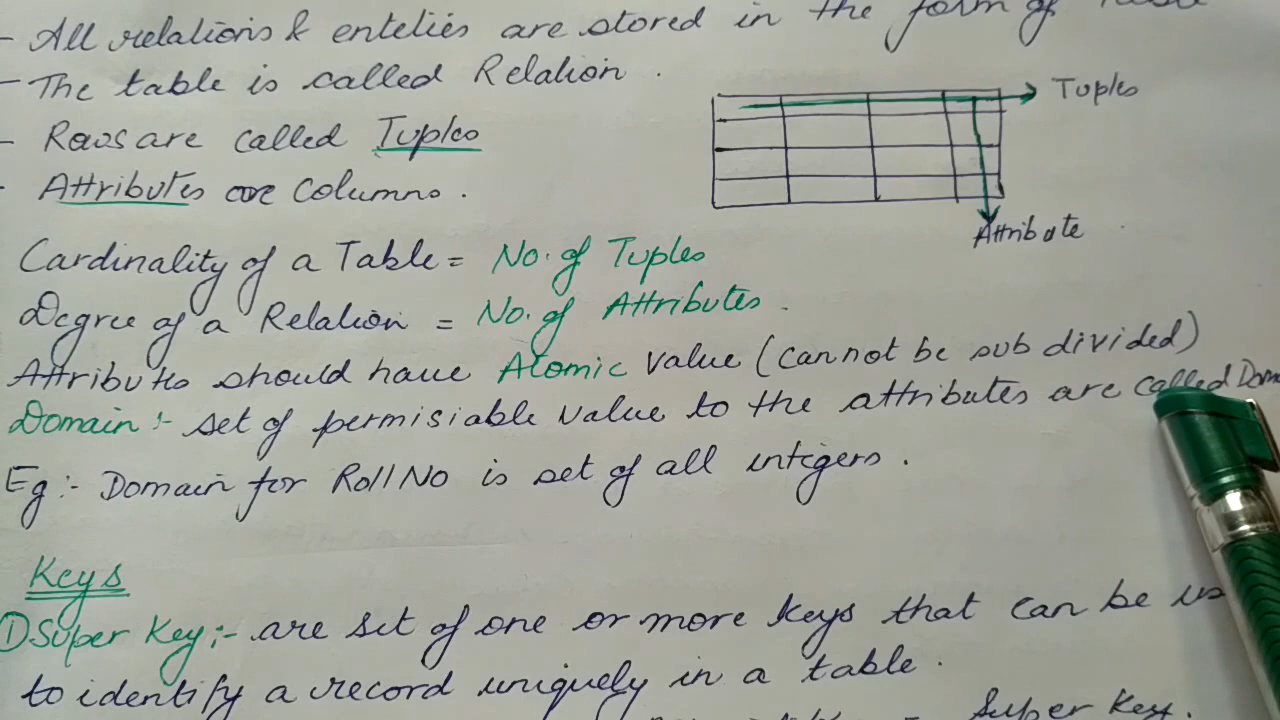 - All relations & entelies are stored in the form of
- The table is called Relation .
Tuples
- Rows are called Tuples
- Attributes are Columns .
Attribute
Cardinality of a Table = No. of Tuples
Degree of a Relation = No. of Attributes .
Attributes should have Atomic value (cannot be sub divided)
Domain :- set of permisiable value to the attributes are called
Eg :- Domain for Roll No is set of all integers .
Keys
1) Super Key :- are set of one or more keys that can be
to identify a record uniquely in a table .
Super Key .